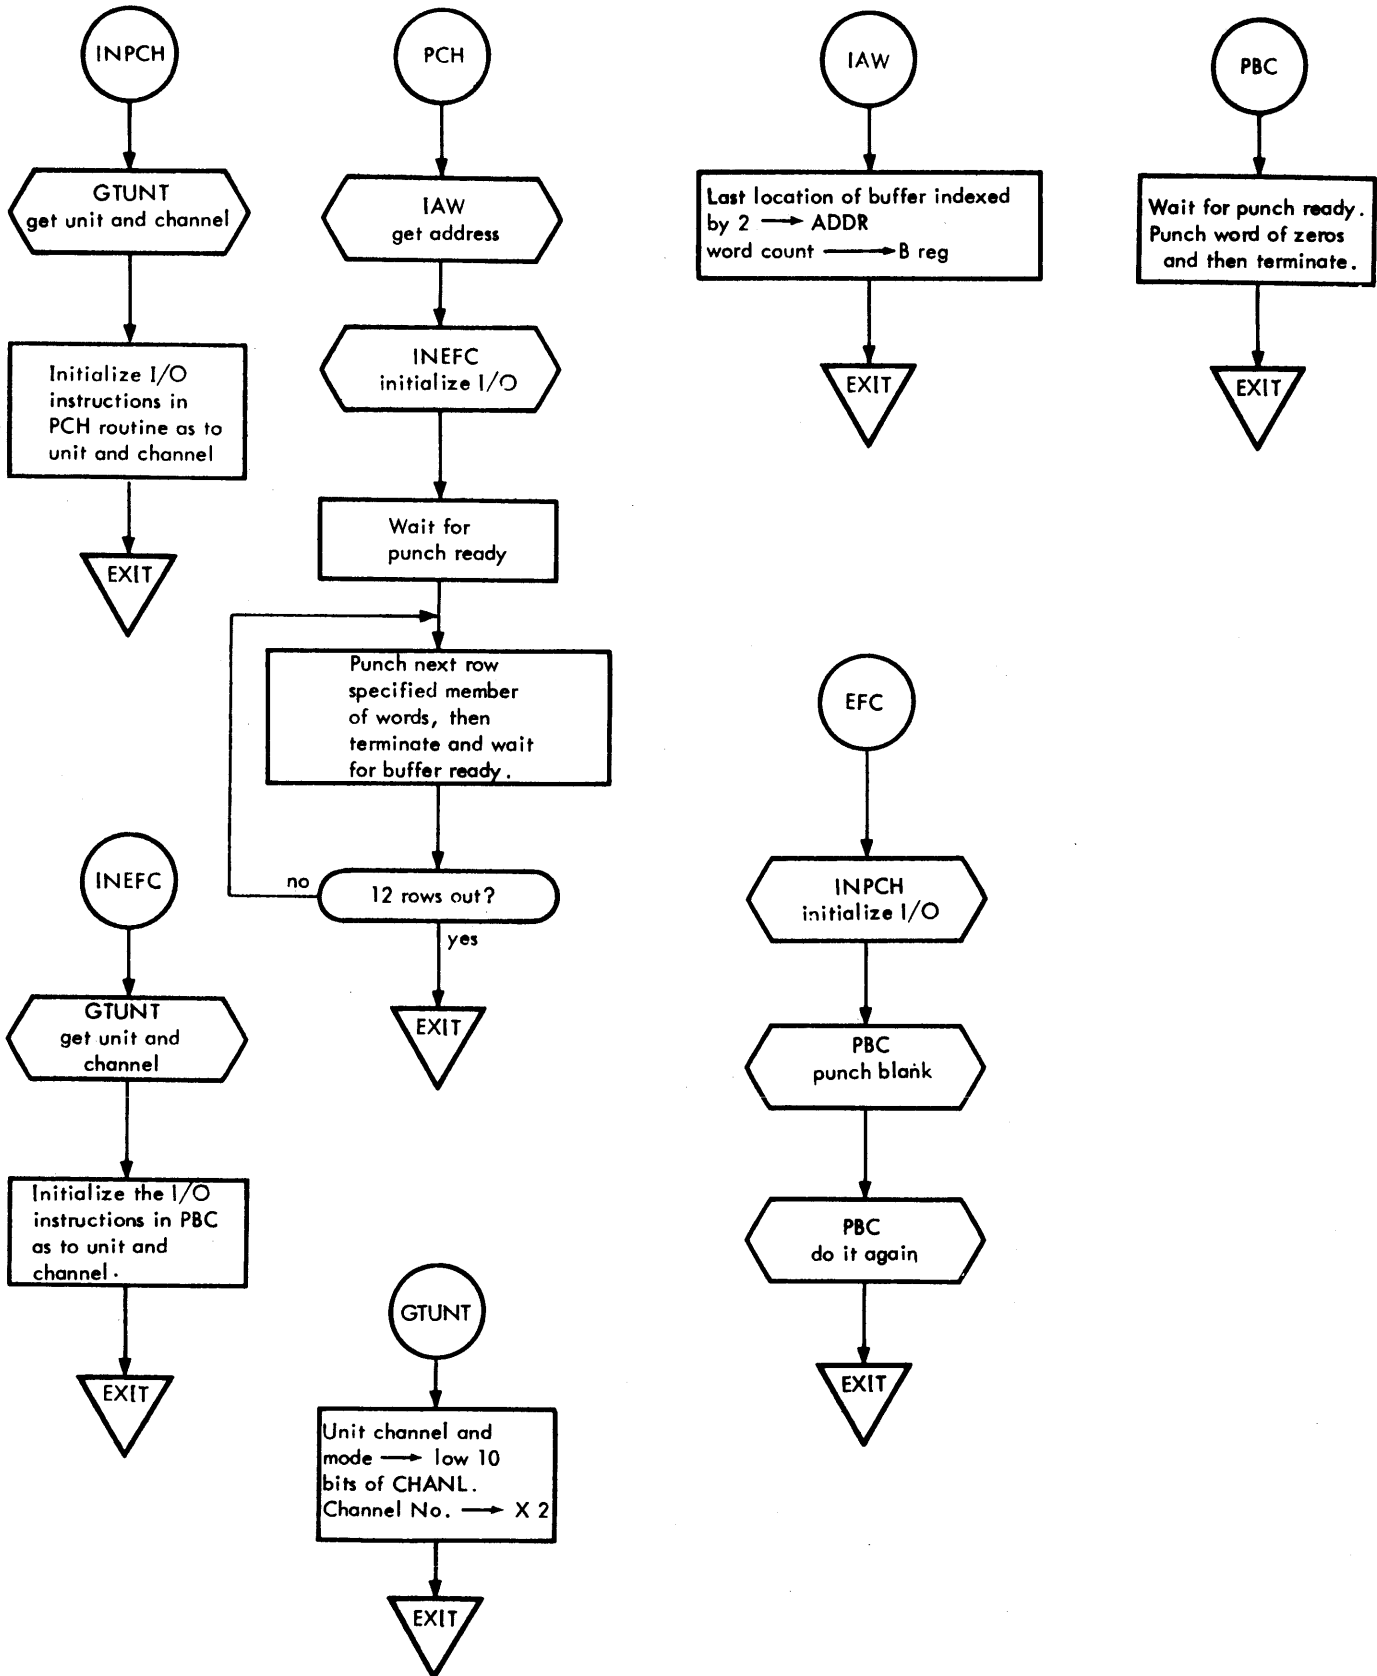 INPCH
GTUNT
get unit and channel
Initialize I/O
instructions in
PCH routine as to
unit and channel
EXIT
PCH
IAW
get address
INEFC
initialize I/O
Wait for
punch ready
Punch next row
specified member
of words, then
terminate and wait
for buffer ready.
no
12 rows out?
yes
EXIT
IAW
Last location of buffer indexed
by 2 → ADDR
word count → B reg
EXIT
PBC
Wait for punch ready.
Punch word of zeros
and then terminate.
EXIT
INEFC
GTUNT
get unit and
channel
Initialize the I/O
instructions in PBC
as to unit and
channel.
EXIT
GTUNT
Unit channel and
mode → low 10
bits of CHANL.
Channel No. → X 2
EXIT
EFC
INPCH
initialize I/O
PBC
punch blank
PBC
do it again
EXIT